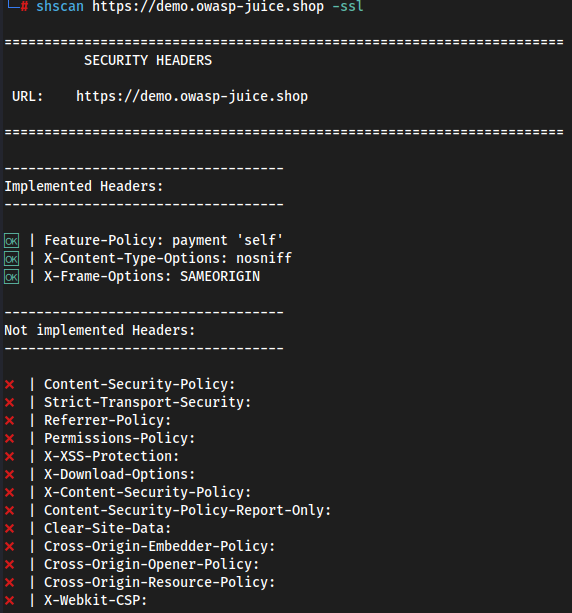 └─# shscan https://demo.owasp-juice.shop -ssl
======================================================================
SECURITY HEADERS
URL: https://demo.owasp-juice.shop
======================================================================
-----------------------------------
Implemented Headers:
-----------------------------------
OK | Feature-Policy: payment 'self'
OK | X-Content-Type-Options: nosniff
OK | X-Frame-Options: SAMEORIGIN
-----------------------------------
Not implemented Headers:
-----------------------------------
❌ | Content-Security-Policy:
❌ | Strict-Transport-Security:
❌ | Referrer-Policy:
❌ | Permissions-Policy:
❌ | X-XSS-Protection:
❌ | X-Download-Options:
❌ | X-Content-Security-Policy:
❌ | Content-Security-Policy-Report-Only:
❌ | Clear-Site-Data:
❌ | Cross-Origin-Embedder-Policy:
❌ | Cross-Origin-Opener-Policy:
❌ | Cross-Origin-Resource-Policy:
❌ | X-Webkit-CSP: